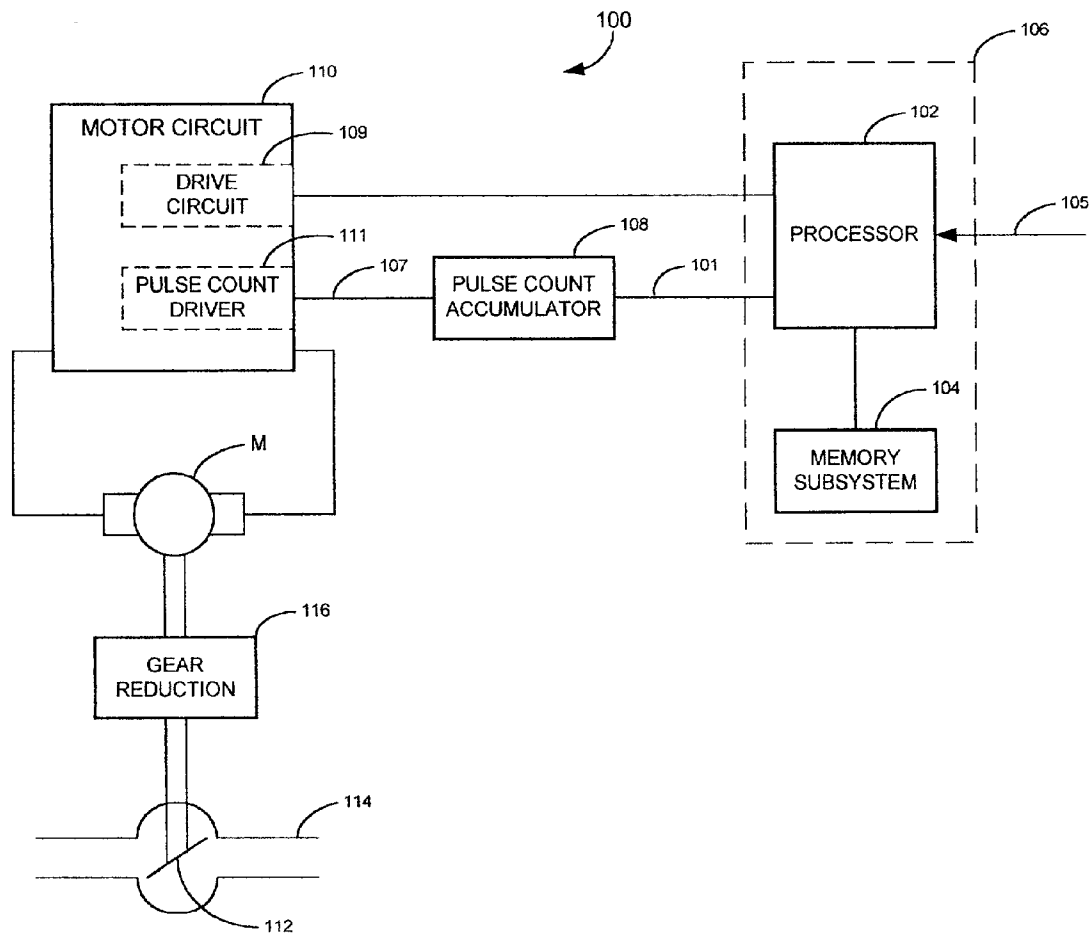 100
106
110
MOTOR CIRCUIT
109
102
DRIVE
CIRCUIT
105
PROCESSOR
111
108
107
101
PULSE COUNT
DRIVER
PULSE COUNT
ACCUMULATOR
104
M
MEMORY
SUBSYSTEM
116
GEAR
REDUCTION
114
112